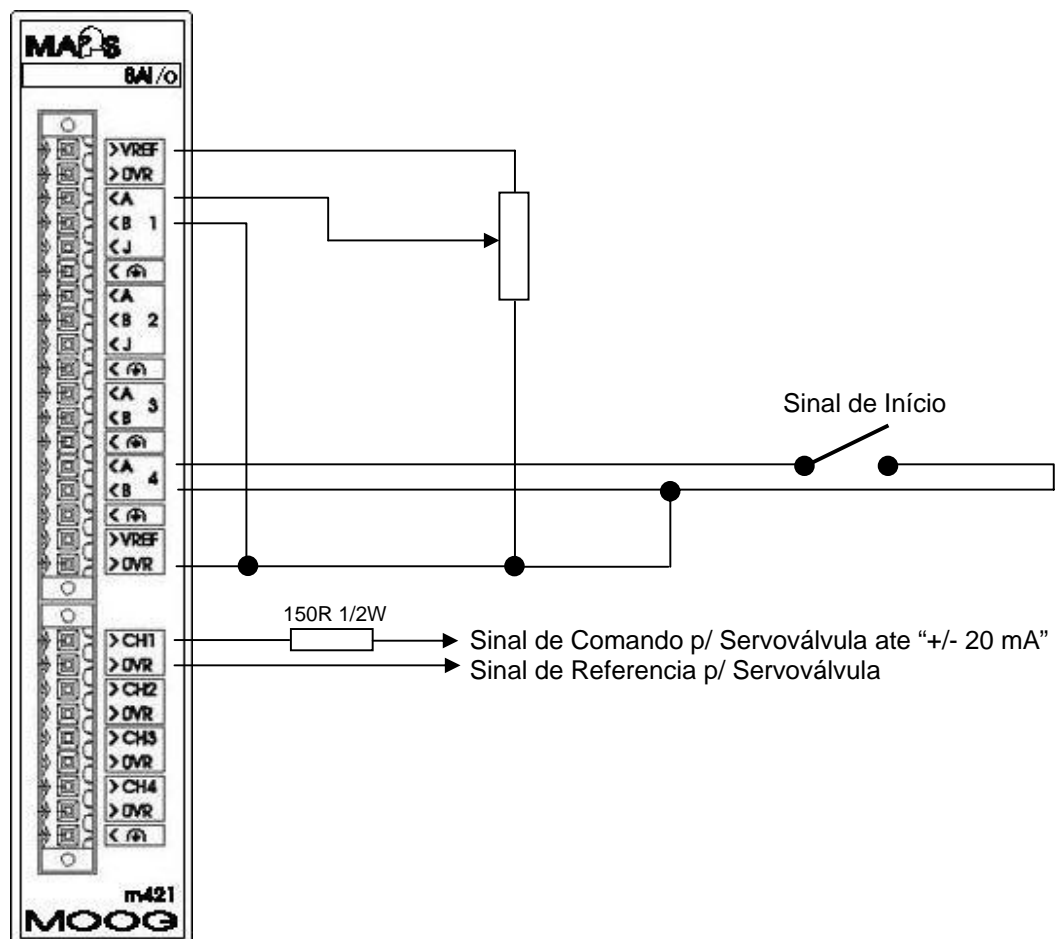 8AI/O
>VREF
>0VR
<A
<B 1
<J
<
<A
<B 2
<J
<
<A
3
<B
<
<A
4
<B
<
>VREF
>0VR
>CH1
>0VR
>CH2
>0VR
>CH3
>0VR
>CH4
>0VR
<
m421
MOOG
Sinal de Início
150R 1/2W
Sinal de Comando p/ Servoválvula ate “+/- 20 mA”
Sinal de Referencia p/ Servoválvula